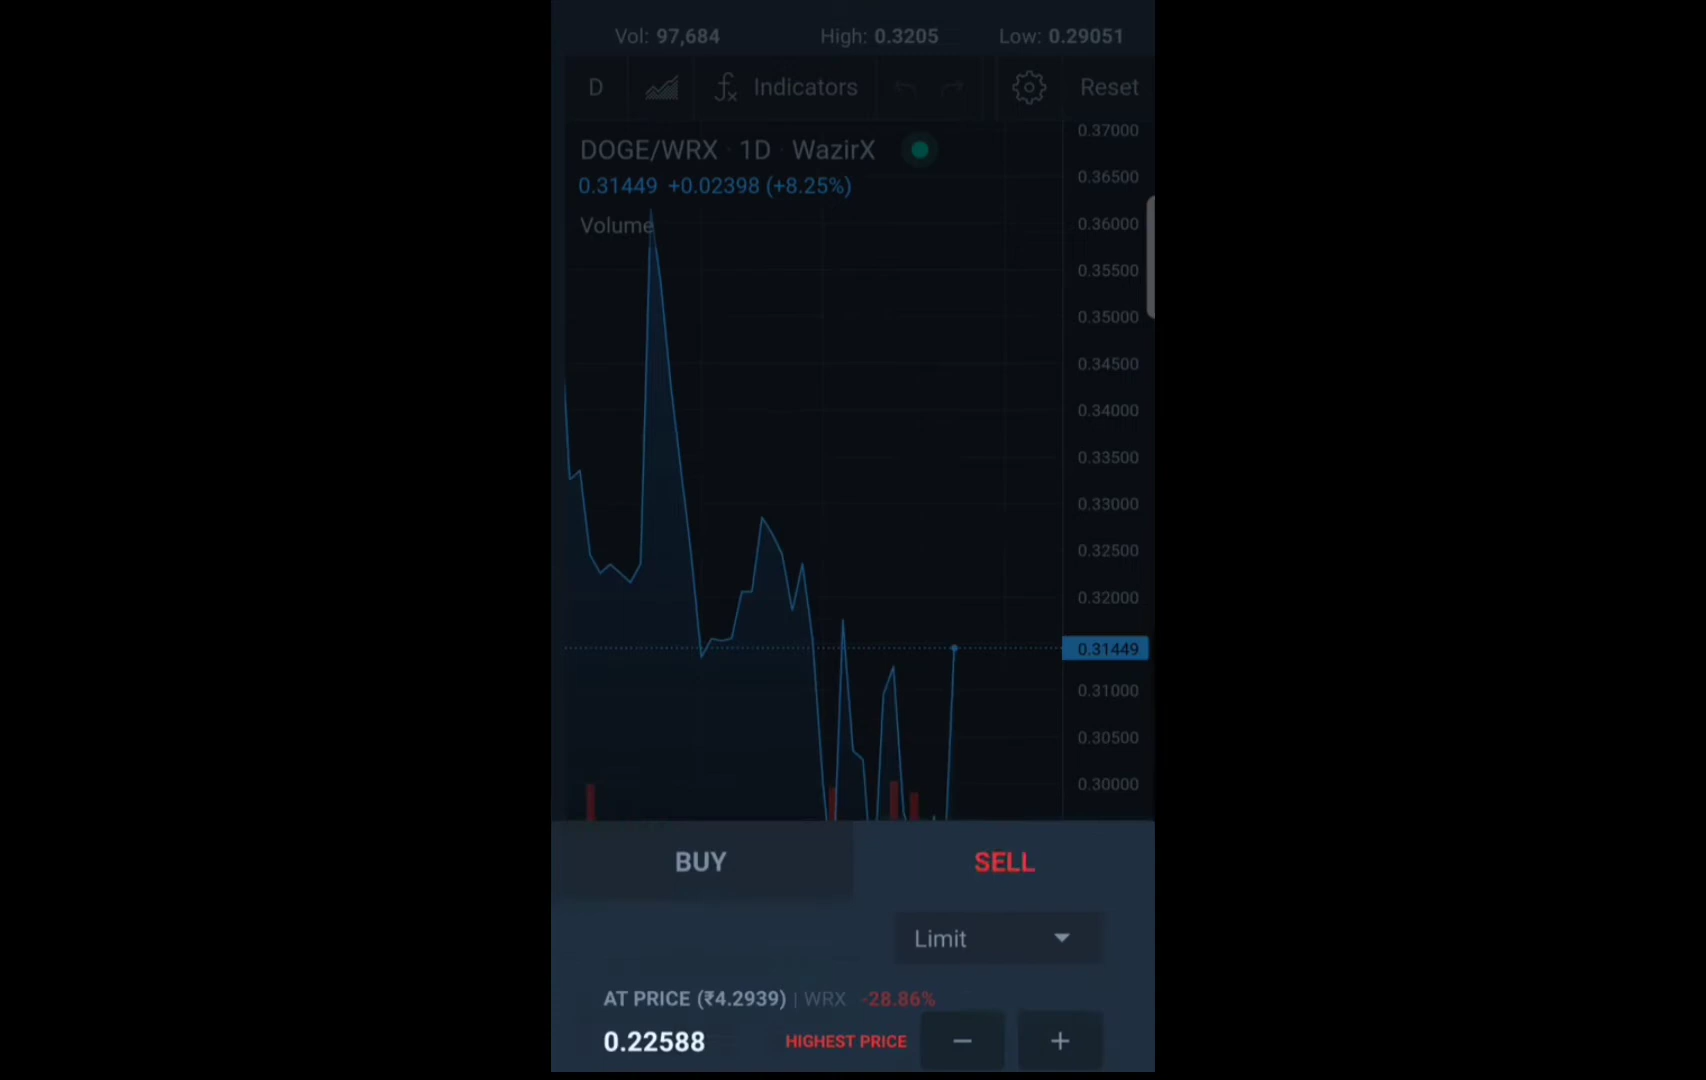 Vol: 97,684 High: 0.3205 Low: 0.29051
D fx Indicators Reset
DOGE/WRX · 1D · WazirX
0.31449 +0.02398 (+8.25%)
Volume
0.37000
0.36500
0.36000
0.35500
0.35000
0.34500
0.34000
0.33500
0.33000
0.32500
0.32000
0.31449
0.31000
0.30500
0.30000
BUY SELL
Limit
AT PRICE (₹4.2939) | WRX -28.86%
0.22588 HIGHEST PRICE − +